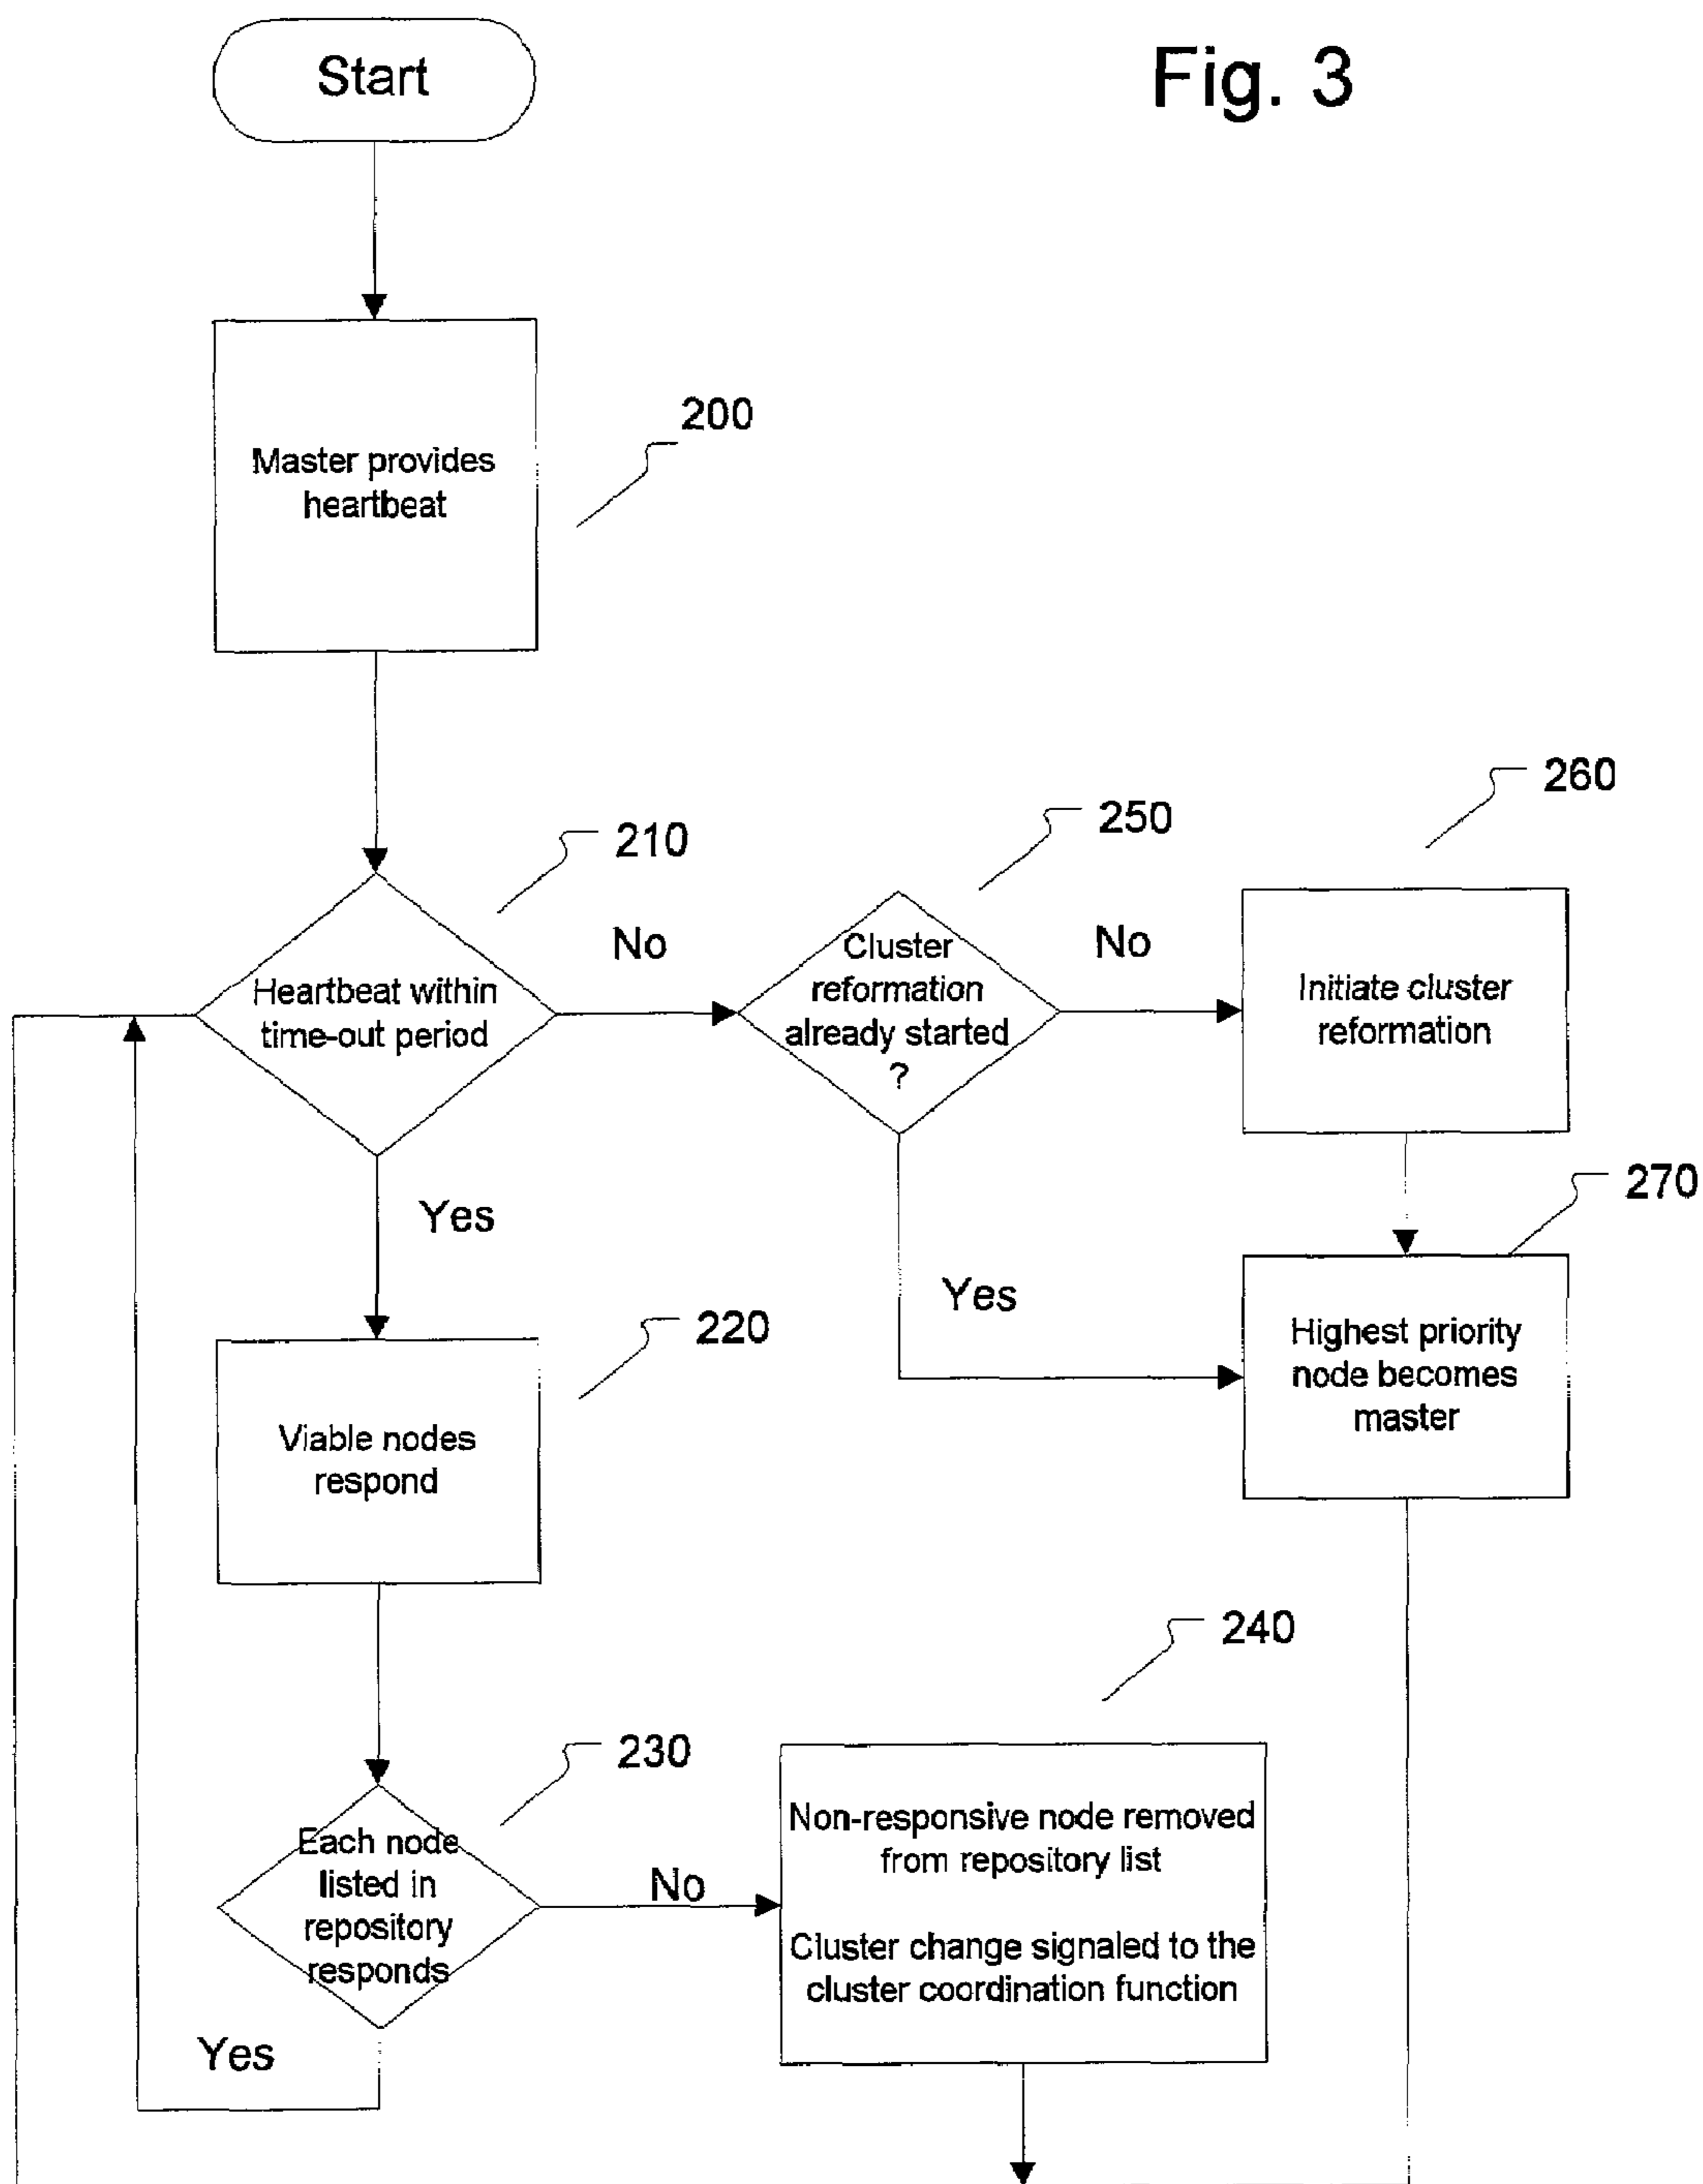 Start
Fig. 3
Master provides
heartbeat
200
210
Heartbeat within
time-out period
No
250
Cluster
reformation
already started
?
No
260
Initiate cluster
reformation
Yes
Yes
270
Highest priority
node becomes
master
220
Viable nodes
respond
230
Each node
listed in
repository
responds
No
240
Non-responsive node removed
from repository list
Cluster change signaled to the
cluster coordination function
Yes